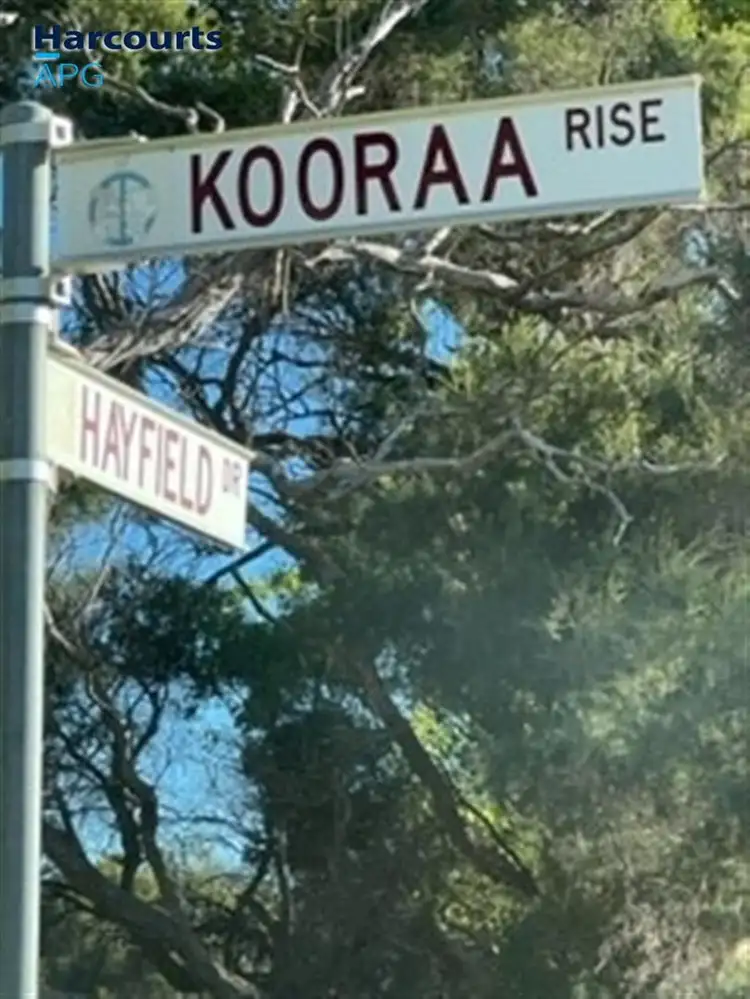 Harcourts
APG
KOORAA RISE
HAYFIELD DR